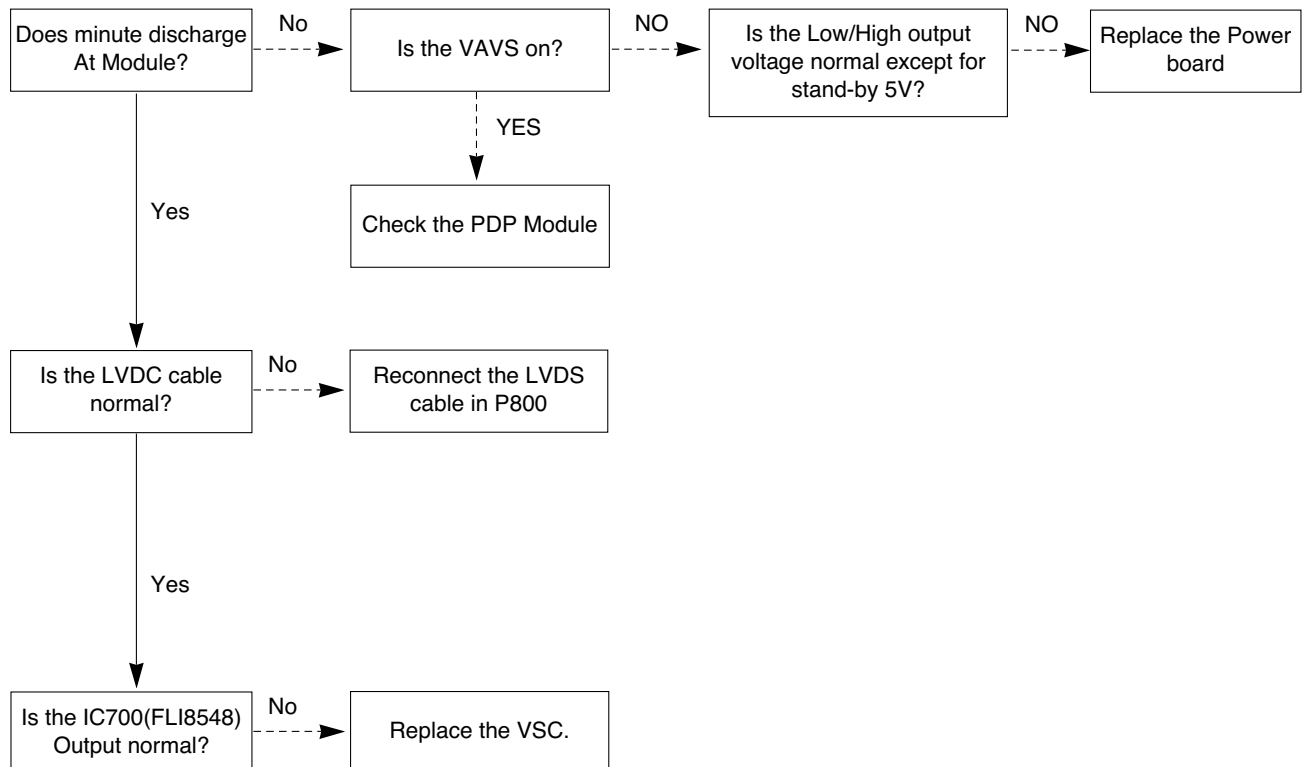 Does minute discharge
At Module?
No
Is the VAVS on?
NO
Is the Low/High output
voltage normal except for
stand-by 5V?
NO
Replace the Power
board
YES
Check the PDP Module
Yes
Is the LVDC cable
normal?
No
Reconnect the LVDS
cable in P800
Yes
Is the IC700(FLI8548)
Output normal?
No
Replace the VSC.